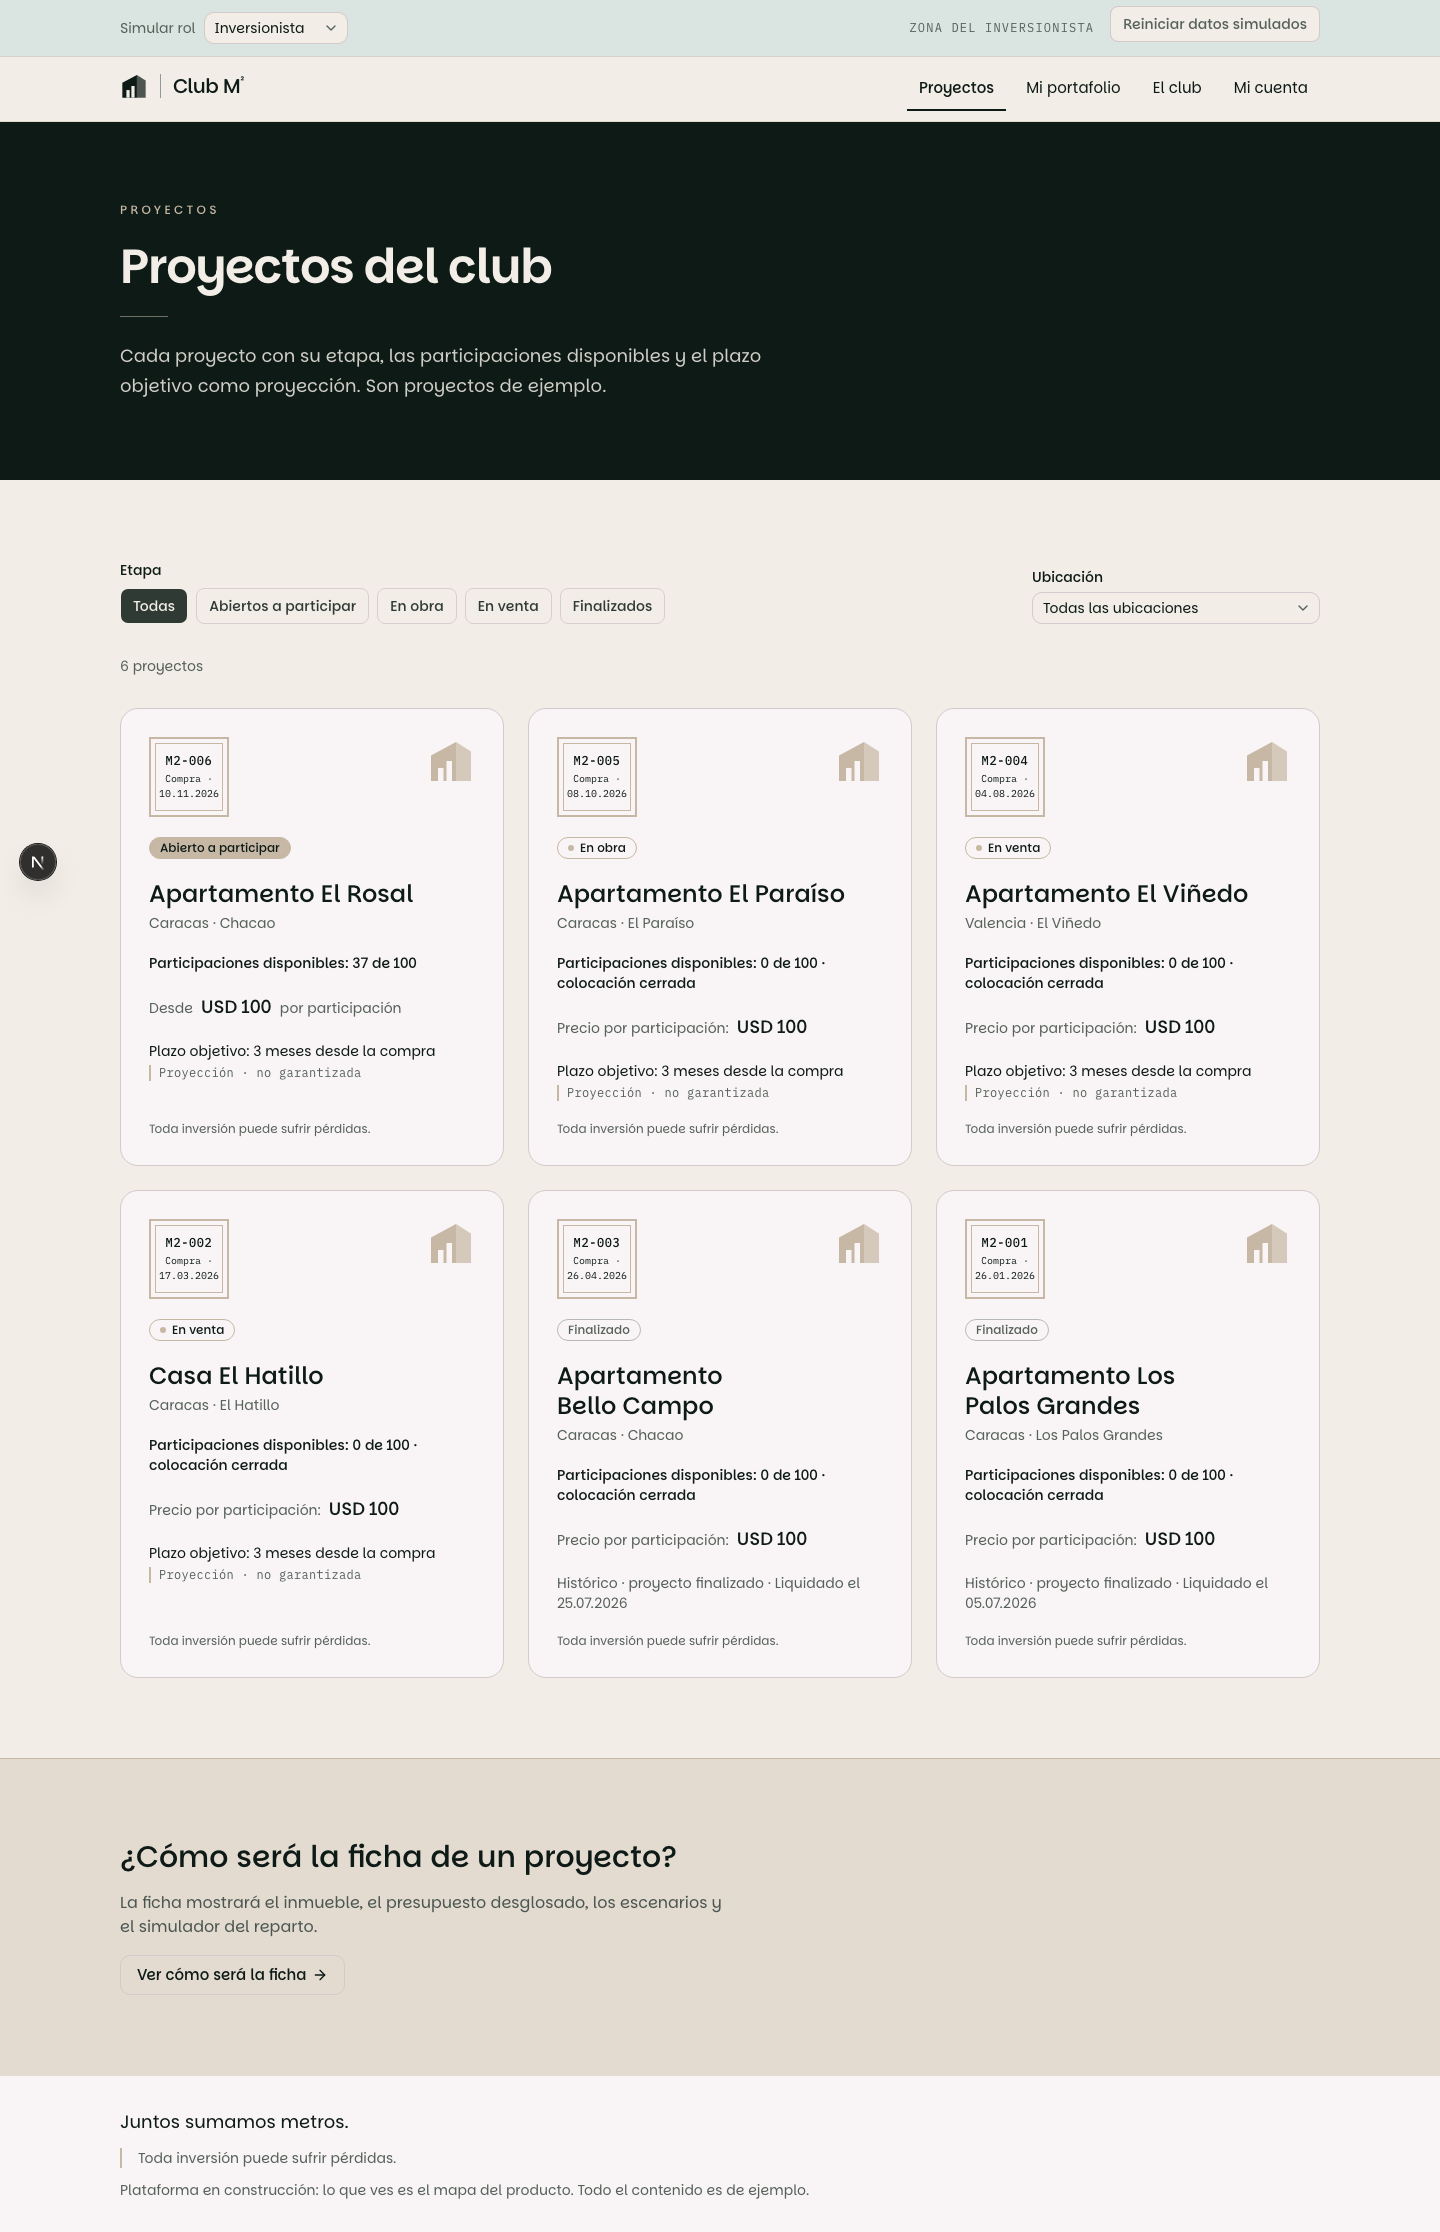 Simular rol
Inversionista
ZONA DEL INVERSIONISTA
Reiniciar datos simulados
Club M²
Proyectos
Mi portafolio
El club
Mi cuenta
PROYECTOS
Proyectos del club
Cada proyecto con su etapa, las participaciones disponibles y el plazo
objetivo como proyección. Son proyectos de ejemplo.
Etapa
Todas
Abiertos a participar
En obra
En venta
Finalizados
Ubicación
Todas las ubicaciones
6 proyectos
M2-006
Compra ·
10.11.2026
Abierto a participar
Apartamento El Rosal
Caracas · Chacao
Participaciones disponibles: 37 de 100
Desde USD 100 por participación
Plazo objetivo: 3 meses desde la compra
Proyección · no garantizada
Toda inversión puede sufrir pérdidas.
M2-005
Compra ·
08.10.2026
En obra
Apartamento El Paraíso
Caracas · El Paraíso
Participaciones disponibles: 0 de 100 ·
colocación cerrada
Precio por participación: USD 100
Plazo objetivo: 3 meses desde la compra
Proyección · no garantizada
Toda inversión puede sufrir pérdidas.
M2-004
Compra ·
04.08.2026
En venta
Apartamento El Viñedo
Valencia · El Viñedo
Participaciones disponibles: 0 de 100 ·
colocación cerrada
Precio por participación: USD 100
Plazo objetivo: 3 meses desde la compra
Proyección · no garantizada
Toda inversión puede sufrir pérdidas.
M2-002
Compra ·
17.03.2026
En venta
Casa El Hatillo
Caracas · El Hatillo
Participaciones disponibles: 0 de 100 ·
colocación cerrada
Precio por participación: USD 100
Plazo objetivo: 3 meses desde la compra
Proyección · no garantizada
Toda inversión puede sufrir pérdidas.
M2-003
Compra ·
26.04.2026
Finalizado
Apartamento
Bello Campo
Caracas · Chacao
Participaciones disponibles: 0 de 100 ·
colocación cerrada
Precio por participación: USD 100
Histórico · proyecto finalizado · Liquidado el
25.07.2026
Toda inversión puede sufrir pérdidas.
M2-001
Compra ·
26.01.2026
Finalizado
Apartamento Los
Palos Grandes
Caracas · Los Palos Grandes
Participaciones disponibles: 0 de 100 ·
colocación cerrada
Precio por participación: USD 100
Histórico · proyecto finalizado · Liquidado el
05.07.2026
Toda inversión puede sufrir pérdidas.
N
¿Cómo será la ficha de un proyecto?
La ficha mostrará el inmueble, el presupuesto desglosado, los escenarios y
el simulador del reparto.
Ver cómo será la ficha →
Juntos sumamos metros.
Toda inversión puede sufrir pérdidas.
Plataforma en construcción: lo que ves es el mapa del producto. Todo el contenido es de ejemplo.